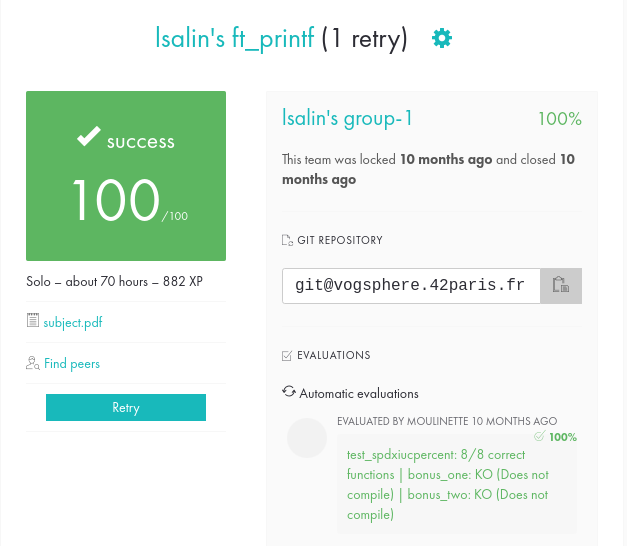 lsalin's ft_printf (1 retry)
success
100/100
Solo – about 70 hours – 882 XP
subject.pdf
Find peers
Retry
lsalin's group-1 100%
This team was locked 10 months ago and closed 10
months ago
GIT REPOSITORY
git@vogsphere.42paris.fr
EVALUATIONS
Automatic evaluations
EVALUATED BY MOULINETTE 10 MONTHS AGO
100%
test_spdxiucpercent: 8/8 correct
functions | bonus_one: KO (Does not
compile) | bonus_two: KO (Does not
compile)